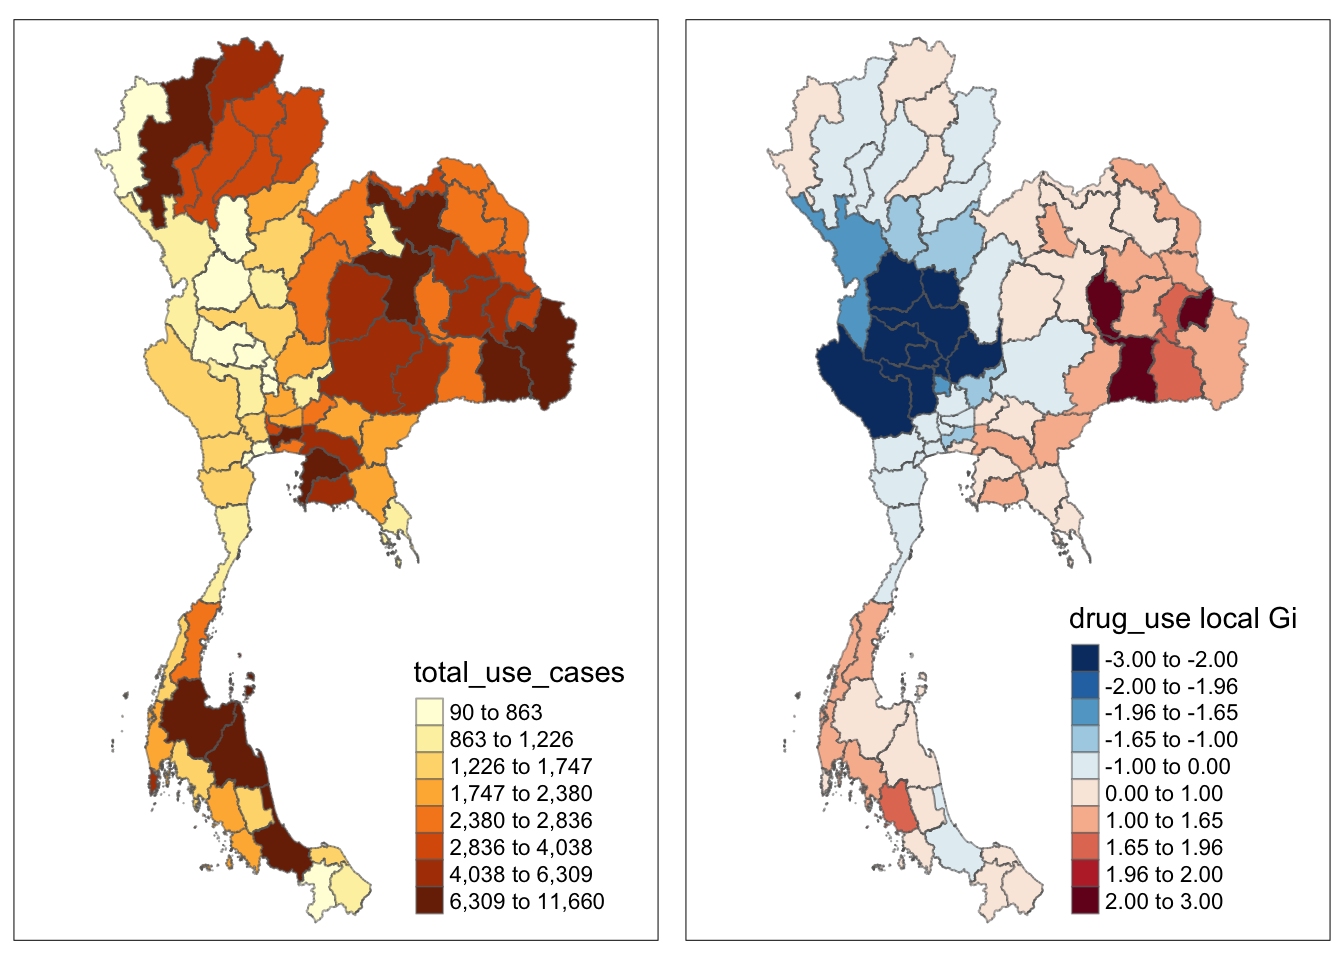 total_use_cases
90 to 863
863 to 1,226
1,226 to 1,747
1,747 to 2,380
2,380 to 2,836
2,836 to 4,038
4,038 to 6,309
6,309 to 11,660
drug_use local Gi
-3.00 to -2.00
-2.00 to -1.96
-1.96 to -1.65
-1.65 to -1.00
-1.00 to 0.00
0.00 to 1.00
1.00 to 1.65
1.65 to 1.96
1.96 to 2.00
2.00 to 3.00